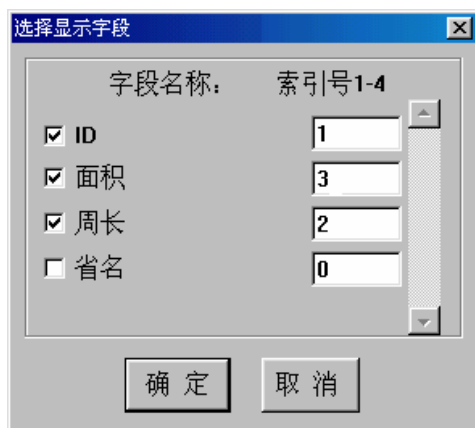 选择显示字段
字段名称： 索引号1-4
ID 1
面积 3
周长 2
省名 0
确 定 取 消